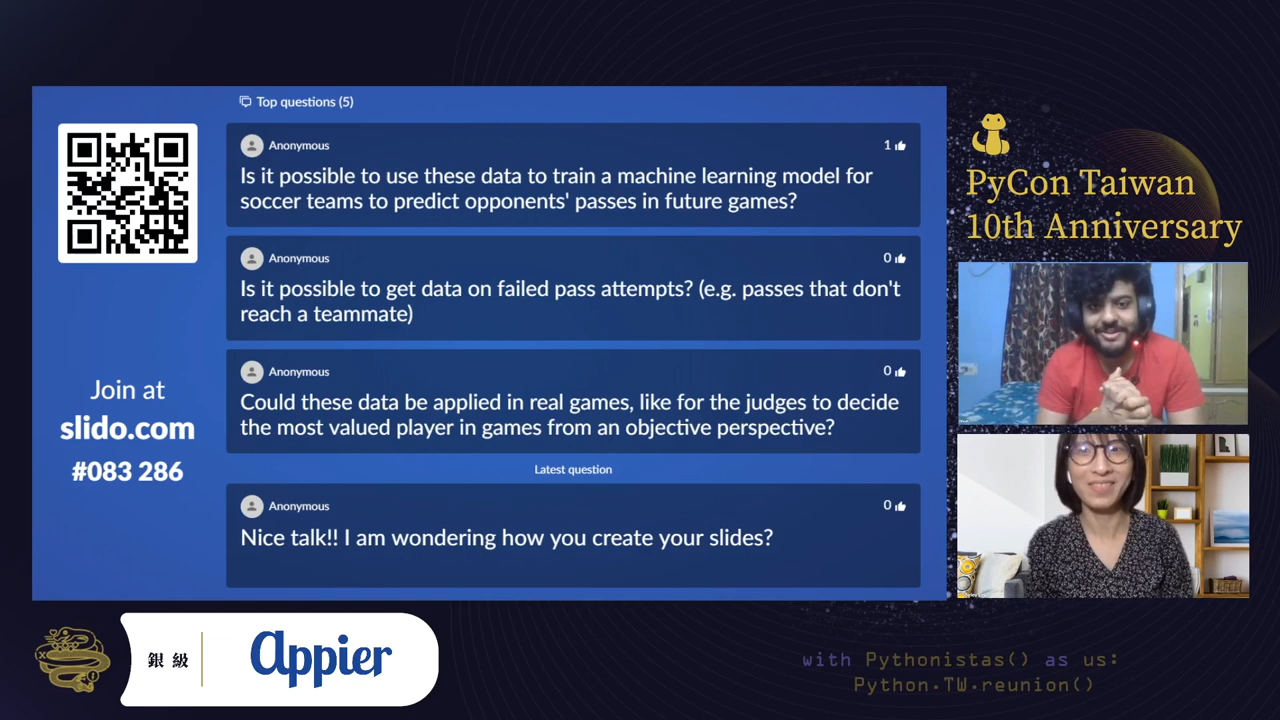 Top questions (5)
Anonymous
1
Is it possible to use these data to train a machine learning model for
soccer teams to predict opponents' passes in future games?
Anonymous
0
Is it possible to get data on failed pass attempts? (e.g. passes that don't
reach a teammate)
Anonymous
0
Could these data be applied in real games, like for the judges to decide
the most valued player in games from an objective perspective?
Latest question
Anonymous
0
Nice talk!! I am wondering how you create your slides?
Join at
slido.com
#083 286
PyCon Taiwan
10th Anniversary
銀級
appier
with Pythonistas() as us:
Python.TW.reunion()